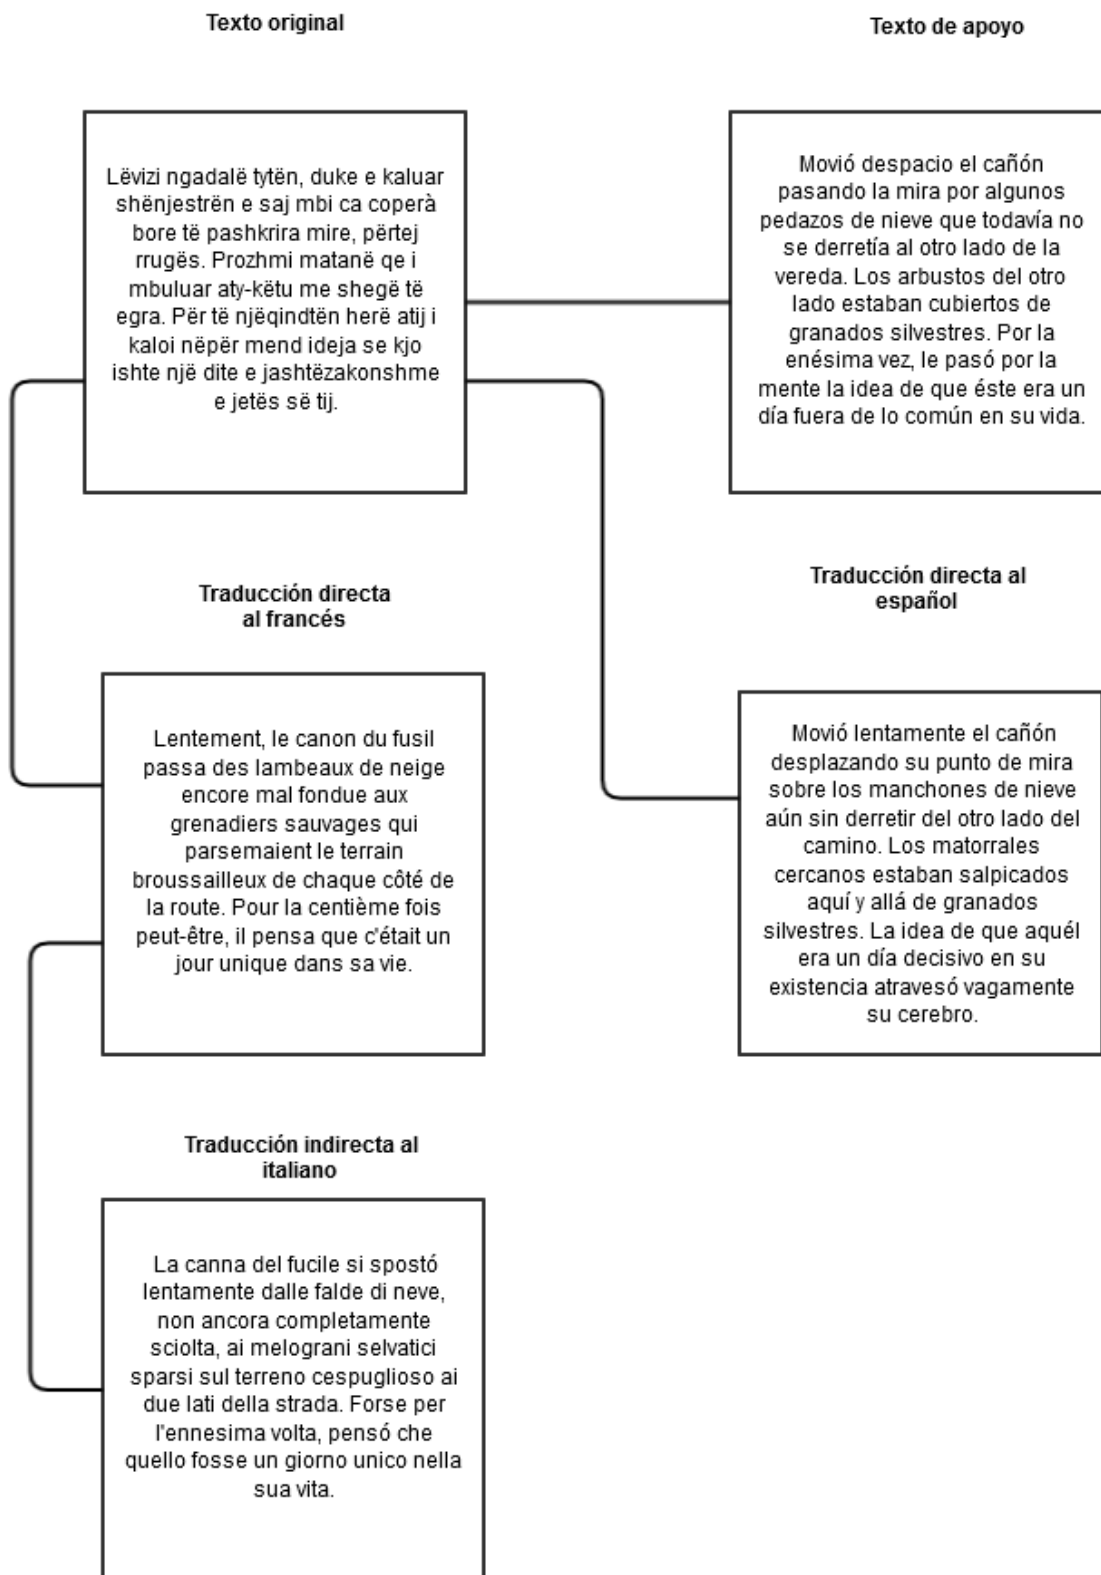 Texto original
Texto de apoyo
Lëvizi ngadalë tytën, duke e kaluar
shënjestrën e saj mbi ca coperà
bore të pashkrira mire, përtej
rrugës. Prozhmi matanë qe i
mbuluar aty-këtu me shegë të
egra. Për të njëqindtën herë atij i
kaloi nëpër mend ideja se kjo
ishte një dite e jashtëzakonshme
e jetës së tij.
Movió despacio el cañón
pasando la mira por algunos
pedazos de nieve que todavía no
se derretía al otro lado de la
vereda. Los arbustos del otro
lado estaban cubiertos de
granados silvestres. Por la
enésima vez, le pasó por la
mente la idea de que éste era un
día fuera de lo común en su vida.
Traducción directa
al francés
Traducción directa al
español
Lentement, le canon du fusil
passa des lambeaux de neige
encore mal fondue aux
grenadiers sauvages qui
parsemaient le terrain
broussailleux de chaque côté de
la route. Pour la centième fois
peut-être, il pensa que c'était un
jour unique dans sa vie.
Movió lentamente el cañón
desplazando su punto de mira
sobre los manchones de nieve
aún sin derretir del otro lado del
camino. Los matorrales
cercanos estaban salpicados
aquí y allá de granados
silvestres. La idea de que aquél
era un día decisivo en su
existencia atravesó vagamente
su cerebro.
Traducción indirecta al
italiano
La canna del fucile si spostó
lentamente dalle falde di neve,
non ancora completamente
sciolta, ai melograni selvatici
sparsi sul terreno cespuglioso ai
due lati della strada. Forse per
l'ennesima volta, pensó che
quello fosse un giorno unico nella
sua vita.